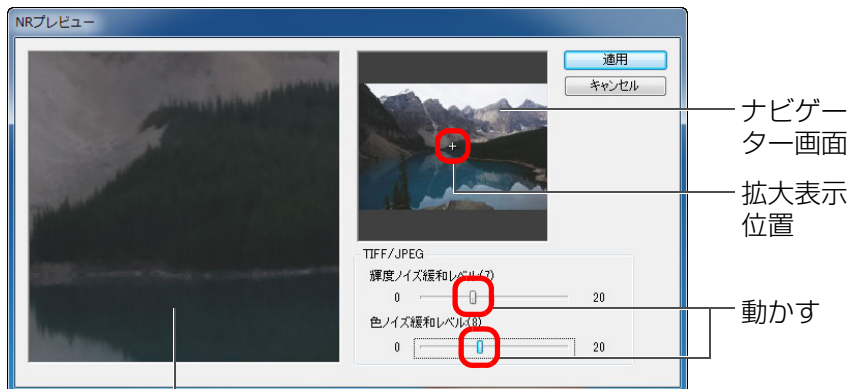 NRプレビュー
適用
キャンセル
ナビゲー
ター画面
拡大表示
位置
TIFF/JPEG
輝度ノイズ緩和レベル(7)
0 20
色ノイズ緩和レベル(8)
0 20
動かす